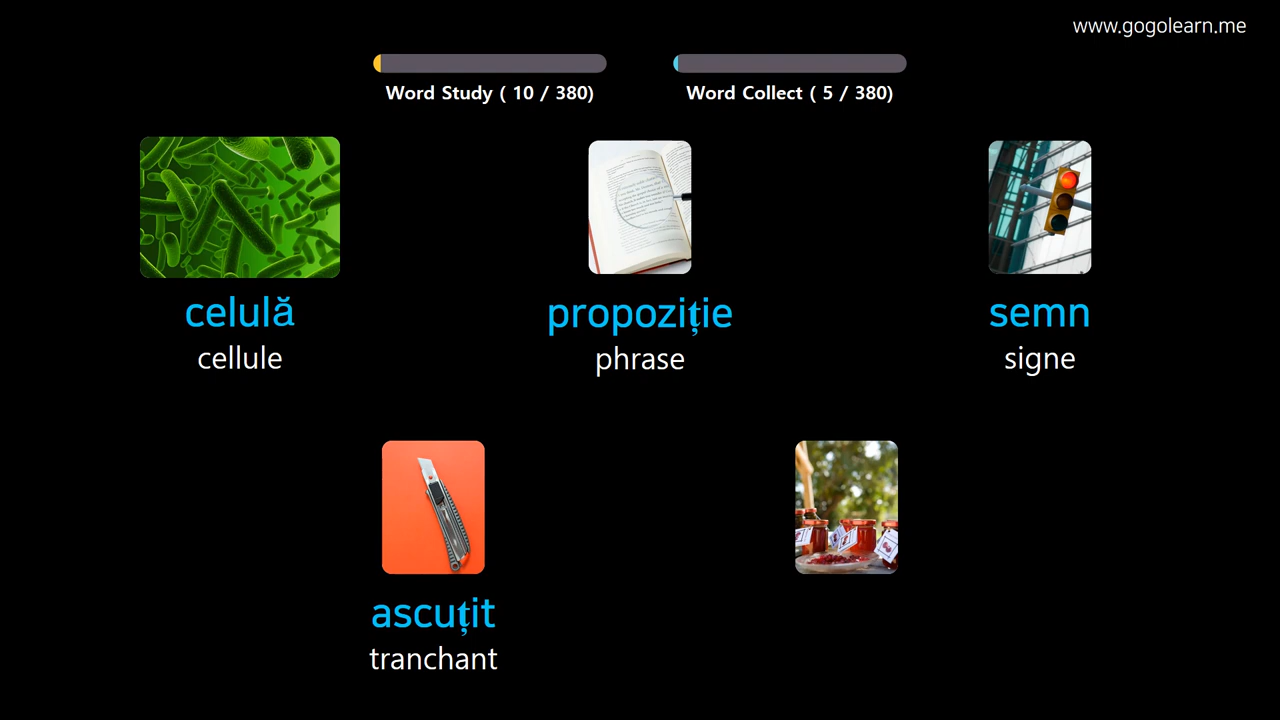 www.gogolearn.me
Word Study ( 10 / 380)
Word Collect ( 5 / 380)
celulă
propoziție
semn
cellule
phrase
signe
ascuțit
tranchant